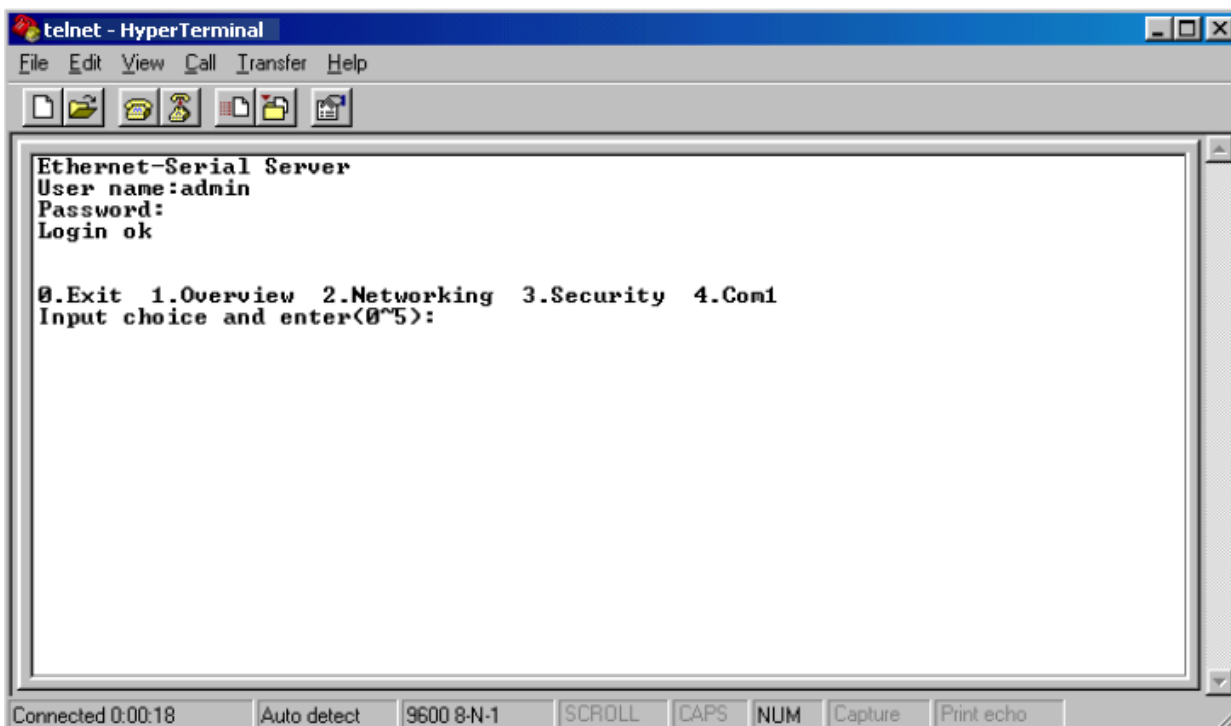 telnet - HyperTerminal
File Edit View Call Transfer Help
Ethernet-Serial Server
User name:admin
Password:
Login ok
0.Exit 1.Overview 2.Networking 3.Security 4.Com1
Input choice and enter(0~5):
Connected 0:00:18 Auto detect 9600 8-N-1 SCROLL CAPS NUM Capture Print echo